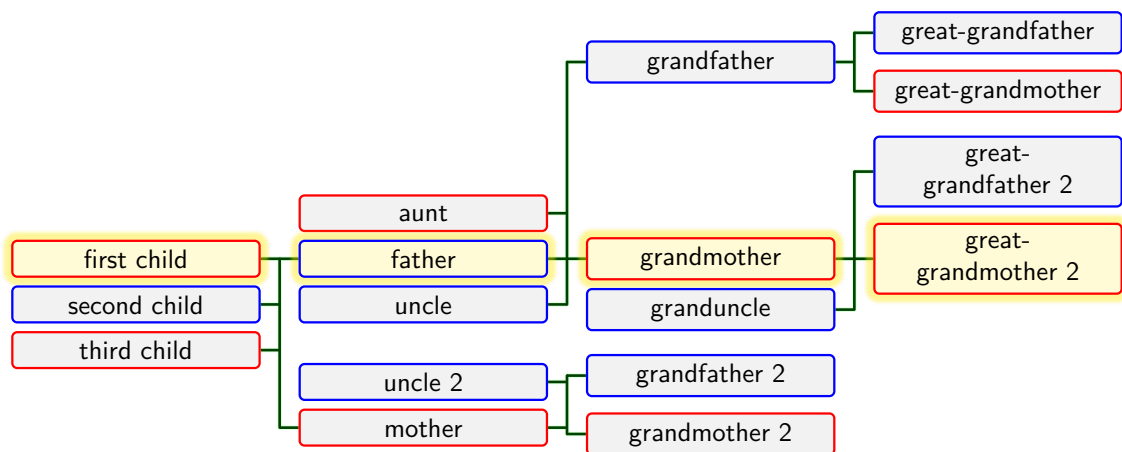 great-grandfather
grandfather
great-grandmother
great-
grandfather 2
aunt
first child
father
grandmother
great-
grandmother 2
second child
uncle
granduncle
third child
uncle 2
grandfather 2
mother
grandmother 2